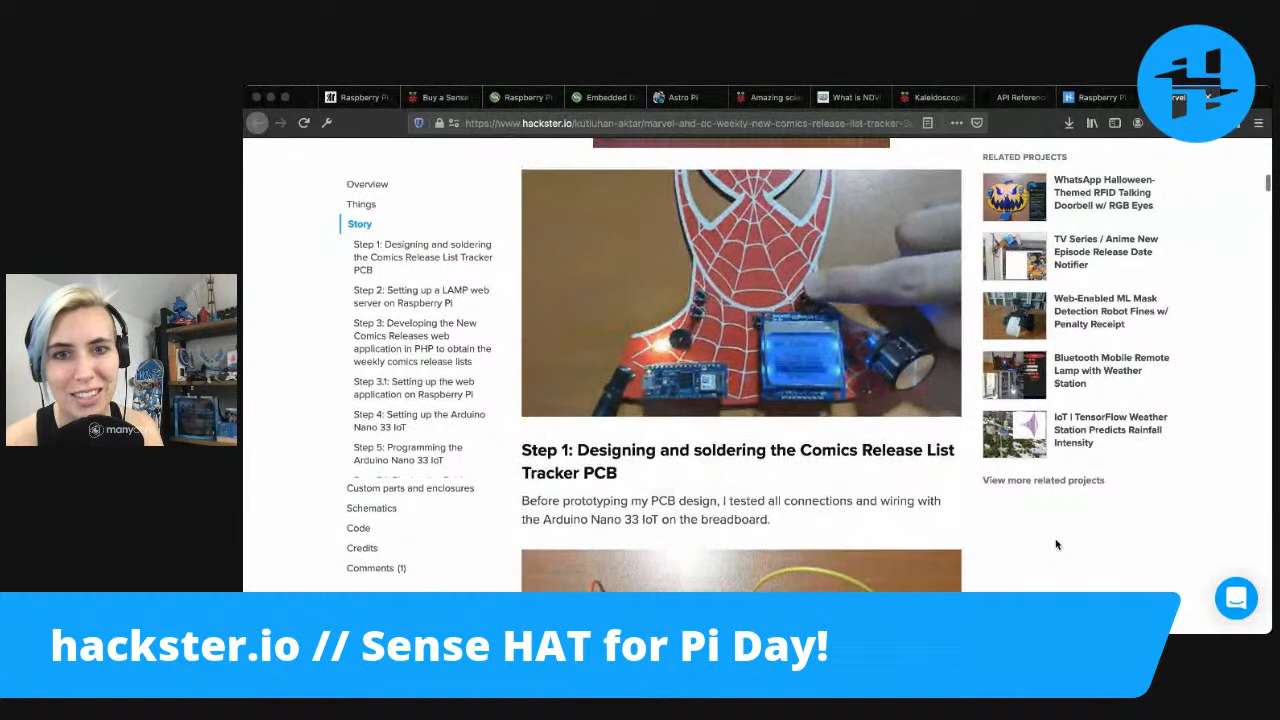 Raspberry Pi
Buy a Sense
Raspberry Pi
Embedded D
Astro Pi
Amazing scie
What is NDV
Kaleidoscopi
API Referenc
Raspberry Pi
https://www.hackster.io/kutluhan-aktar/marvel-and-dc-weekly-new-comics-release-list-tracker-3
Overview
Things
Story
Step 1: Designing and soldering
the Comics Release List Tracker
PCB
Step 2: Setting up a LAMP web
server on Raspberry Pi
Step 3: Developing the New
Comics Releases web
application in PHP to obtain the
weekly comics release lists
Step 3.1: Setting up the web
application on Raspberry Pi
Step 4: Setting up the Arduino
Nano 33 IoT
Step 5: Programming the
Arduino Nano 33 IoT
Custom parts and enclosures
Schematics
Code
Credits
Comments (1)
Step 1: Designing and soldering the Comics Release List
Tracker PCB
Before prototyping my PCB design, I tested all connections and wiring with
the Arduino Nano 33 IoT on the breadboard.
RELATED PROJECTS
WhatsApp Halloween-
Themed RFID Talking
Doorbell w/ RGB Eyes
TV Series / Anime New
Episode Release Date
Notifier
Web-Enabled ML Mask
Detection Robot Fines w/
Penalty Receipt
Bluetooth Mobile Remote
Lamp with Weather
Station
IoT | TensorFlow Weather
Station Predicts Rainfall
Intensity
View more related projects
hackster.io // Sense HAT for Pi Day!